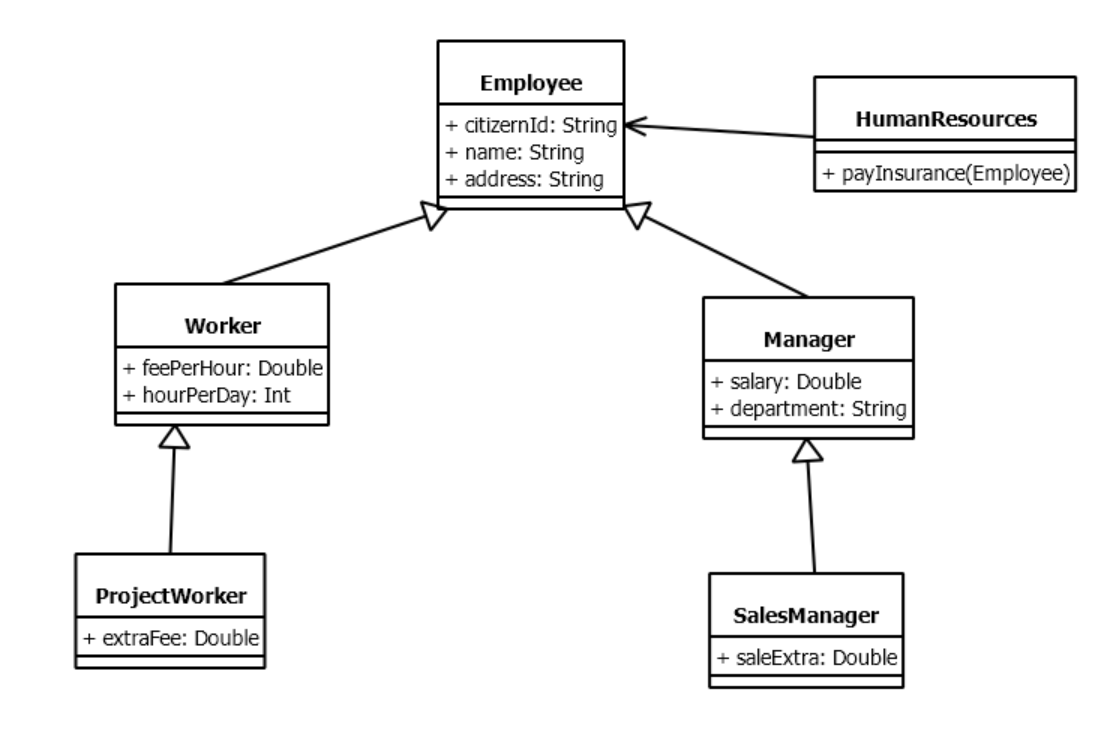 Employee
+ citizernId: String
+ name: String
+ address: String
HumanResources
+ payInsurance(Employee)
Worker
+ feePerHour: Double
+ hourPerDay: Int
Manager
+ salary: Double
+ department: String
ProjectWorker
+ extraFee: Double
SalesManager
+ saleExtra: Double